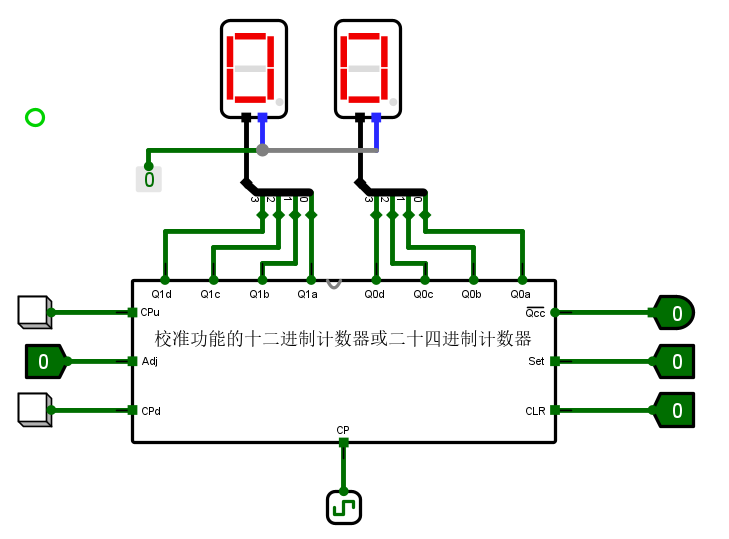 0 0
0
3 2 1 0 3 2 1 0
Q1d Q1c Q1b Q1a Q0d Q0c Q0b Q0a
CPu Qcc 0
校准功能的十二进制计数器或二十四进制计数器
0 Adj Set 0
CPd CLR 0
CP